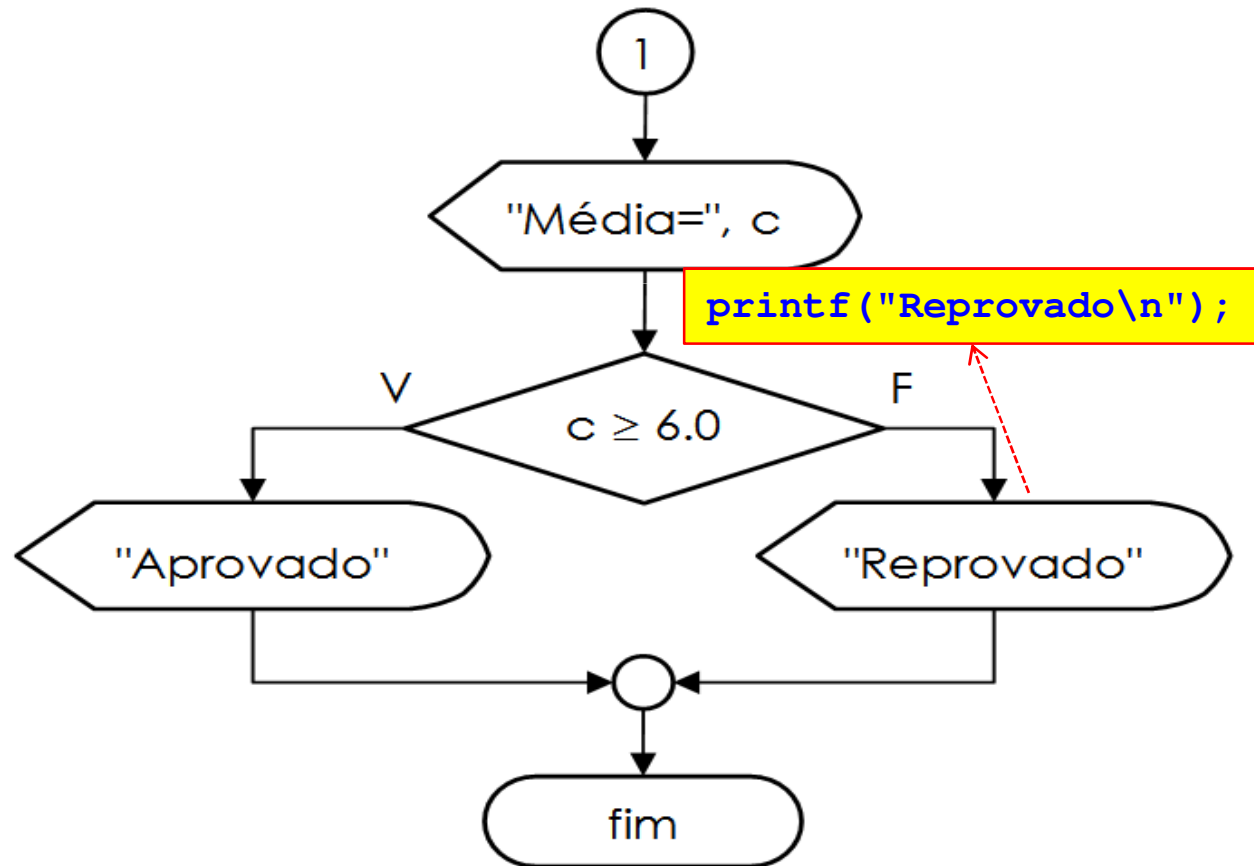 1
"Média=", c
printf("Reprovado\n");
V
F
c ≥ 6.0
"Aprovado"
"Reprovado"
fim